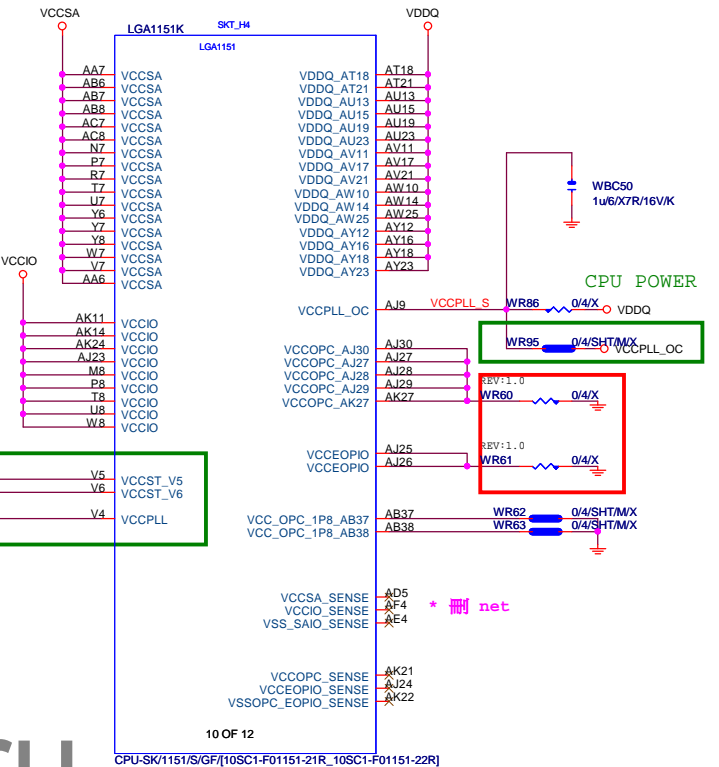 VCCSA
VDDQ
LGA1151K
SKT_H4
LGA1151
AA7 VCCSA VDDQ_AT18 AT18
AB6 VCCSA VDDQ_AT21 AT21
AB7 VCCSA VDDQ_AU13 AU13
AB8 VCCSA VDDQ_AU15 AU15
AC7 VCCSA VDDQ_AU19 AU19
AC8 VCCSA VDDQ_AU23 AU23
N7 VCCSA VDDQ_AV11 AV11
P7 VCCSA VDDQ_AV17 AV17
R7 VCCSA VDDQ_AV21 AV21
T7 VCCSA VDDQ_AW10 AW10
U7 VCCSA VDDQ_AW14 AW14
Y6 VCCSA VDDQ_AW25 AW25
Y7 VCCSA VDDQ_AY12 AY12
Y8 VCCSA VDDQ_AY16 AY16
W7 VCCSA VDDQ_AY18 AY18
V7 VCCSA VDDQ_AY23 AY23
AA6 VCCSA
WBC50
1u/6/X7R/16V/K
VCCIO
CPU POWER
VCCPLL_OC AJ9 VCCPLL_S WR86 0/4/X VDDQ
AK11 VCCIO
AK14 VCCIO
AK24 VCCIO
AJ23 VCCIO
M8 VCCIO
P8 VCCIO
T8 VCCIO
U8 VCCIO
W8 VCCIO
WR95 0/4/SHT/M/X VCCPLL_OC
VCCOPC_AJ30 AJ30
VCCOPC_AJ27 AJ27
VCCOPC_AJ28 AJ28
VCCOPC_AJ29 AJ29
VCCOPC_AK27 AK27
REV:1.0
WR60 0/4/X
VCCEOPIO AJ25
VCCEOPIO AJ26
REV:1.0
WR61 0/4/X
V5 VCCST_V5
V6 VCCST_V6
V4 VCCPLL
VCC_OPC_1P8_AB37 AB37 WR62 0/4/SHT/M/X
VCC_OPC_1P8_AB38 AB38 WR63 0/4/SHT/M/X
VCCSA_SENSE AD5
VCCIO_SENSE AF4
VSS_SAIO_SENSE AE4
* 刪 net
VCCOPC_SENSE AK21
VCCEOPIO_SENSE AJ24
VSSOPC_EOPIO_SENSE AK22
10 OF 12
CPU-SK/1151/S/GF/[10SC1-F01151-21R_10SC1-F01151-22R]